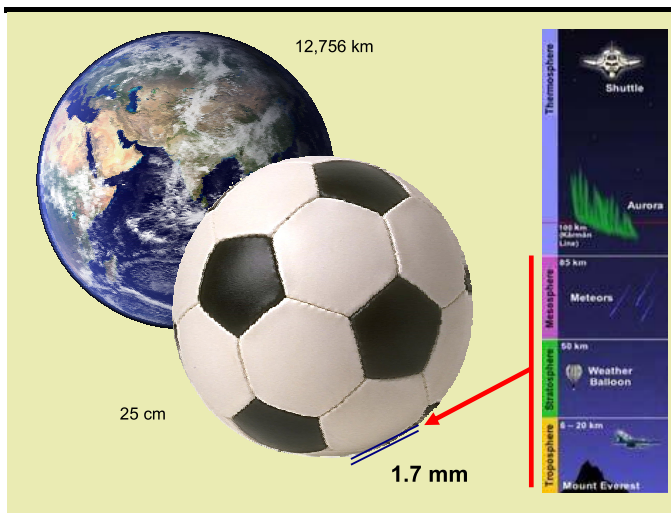 12,756 km
25 cm
1.7 mm
Thermosphere
Shuttle
Aurora
100 km
(Kármán
Line)
Mesosphere
85 km
Meteors
Stratosphere
50 km
Weather
Balloon
Troposphere
6 – 20 km
Mount Everest